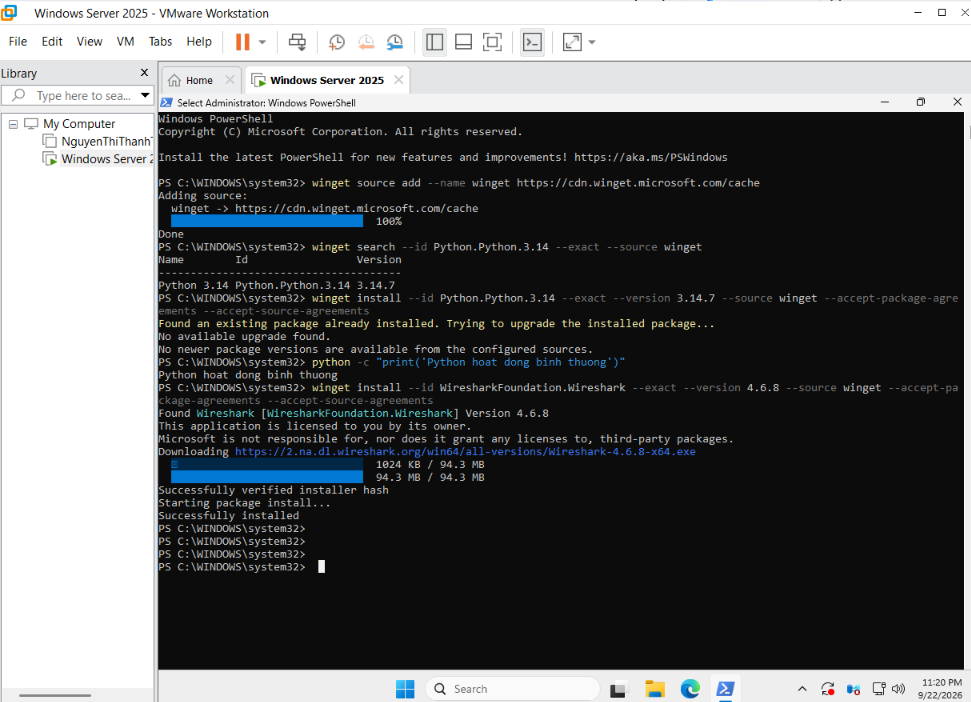 Windows Server 2025 - VMware Workstation
File Edit View VM Tabs Help
Library
Home
Windows Server 2025
Type here to sea...
My Computer
NguyenThiThanh
Windows Server 2
Select Administrator: Windows PowerShell
Windows PowerShell
Copyright (C) Microsoft Corporation. All rights reserved.
Install the latest PowerShell for new features and improvements! https://aka.ms/PSWindows
PS C:\WINDOWS\system32> winget source add --name winget https://cdn.winget.microsoft.com/cache
Adding source:
winget -> https://cdn.winget.microsoft.com/cache
100%
Done
PS C:\WINDOWS\system32> winget search --id Python.Python.3.14 --exact --source winget
Name Id Version
--------------------------------------
Python 3.14 Python.Python.3.14 3.14.7
PS C:\WINDOWS\system32> winget install --id Python.Python.3.14 --exact --version 3.14.7 --source winget --accept-package-agre
ements --accept-source-agreements
Found an existing package already installed. Trying to upgrade the installed package...
No available upgrade found.
No newer package versions are available from the configured sources.
PS C:\WINDOWS\system32> python -c "print('Python hoat dong binh thuong')"
Python hoat dong binh thuong
PS C:\WINDOWS\system32> winget install --id WiresharkFoundation.Wireshark --exact --version 4.6.8 --source winget --accept-pa
ckage-agreements --accept-source-agreements
Found Wireshark [WiresharkFoundation.Wireshark] Version 4.6.8
This application is licensed to you by its owner.
Microsoft is not responsible for, nor does it grant any licenses to, third-party packages.
Downloading https://2.na.dl.wireshark.org/win64/all-versions/Wireshark-4.6.8-x64.exe
1024 KB / 94.3 MB
94.3 MB / 94.3 MB
Successfully verified installer hash
Starting package install...
Successfully installed
PS C:\WINDOWS\system32>
PS C:\WINDOWS\system32>
PS C:\WINDOWS\system32>
PS C:\WINDOWS\system32>
Search
11:20 PM
9/22/2026